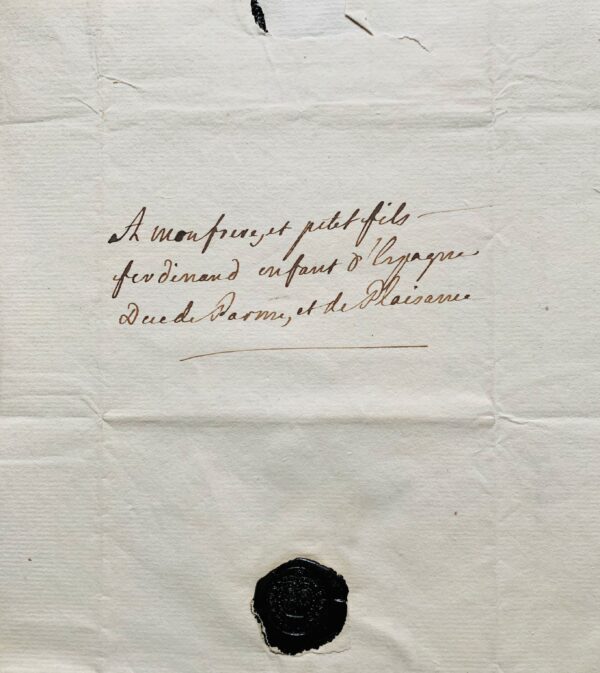 A mon frere, et petit fils
ferdinand enfant d'Espagne
Duc de Parme, et de Plaisance